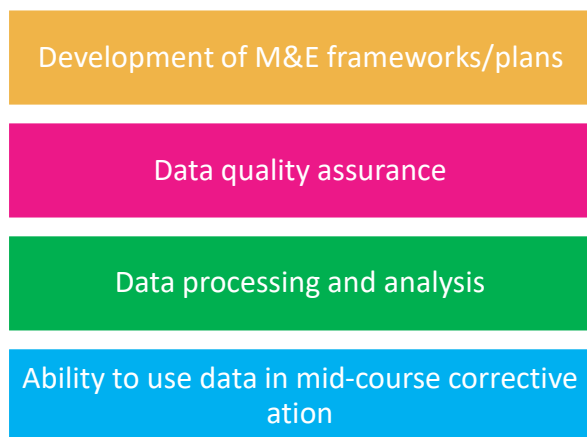 Development of M&E frameworks/plans
Data quality assurance
Data processing and analysis
Ability to use data in mid-course corrective
ation